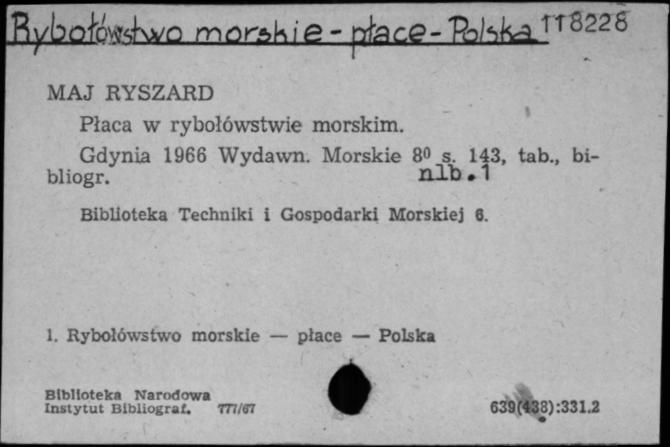 Rybołówstwo morskie - płace - Polska 118228
MAJ RYSZARD
Płaca w rybołówstwie morskim.
Gdynia 1966 Wydawn. Morskie 8⁰ s. 143, tab., bi-
bliogr. nlb. 1
Biblioteka Techniki i Gospodarki Morskiej 6.
1. Rybołówstwo morskie — płace — Polska
Biblioteka Narodowa
Instytut Bibliograf. 777/67 639(438):331.2